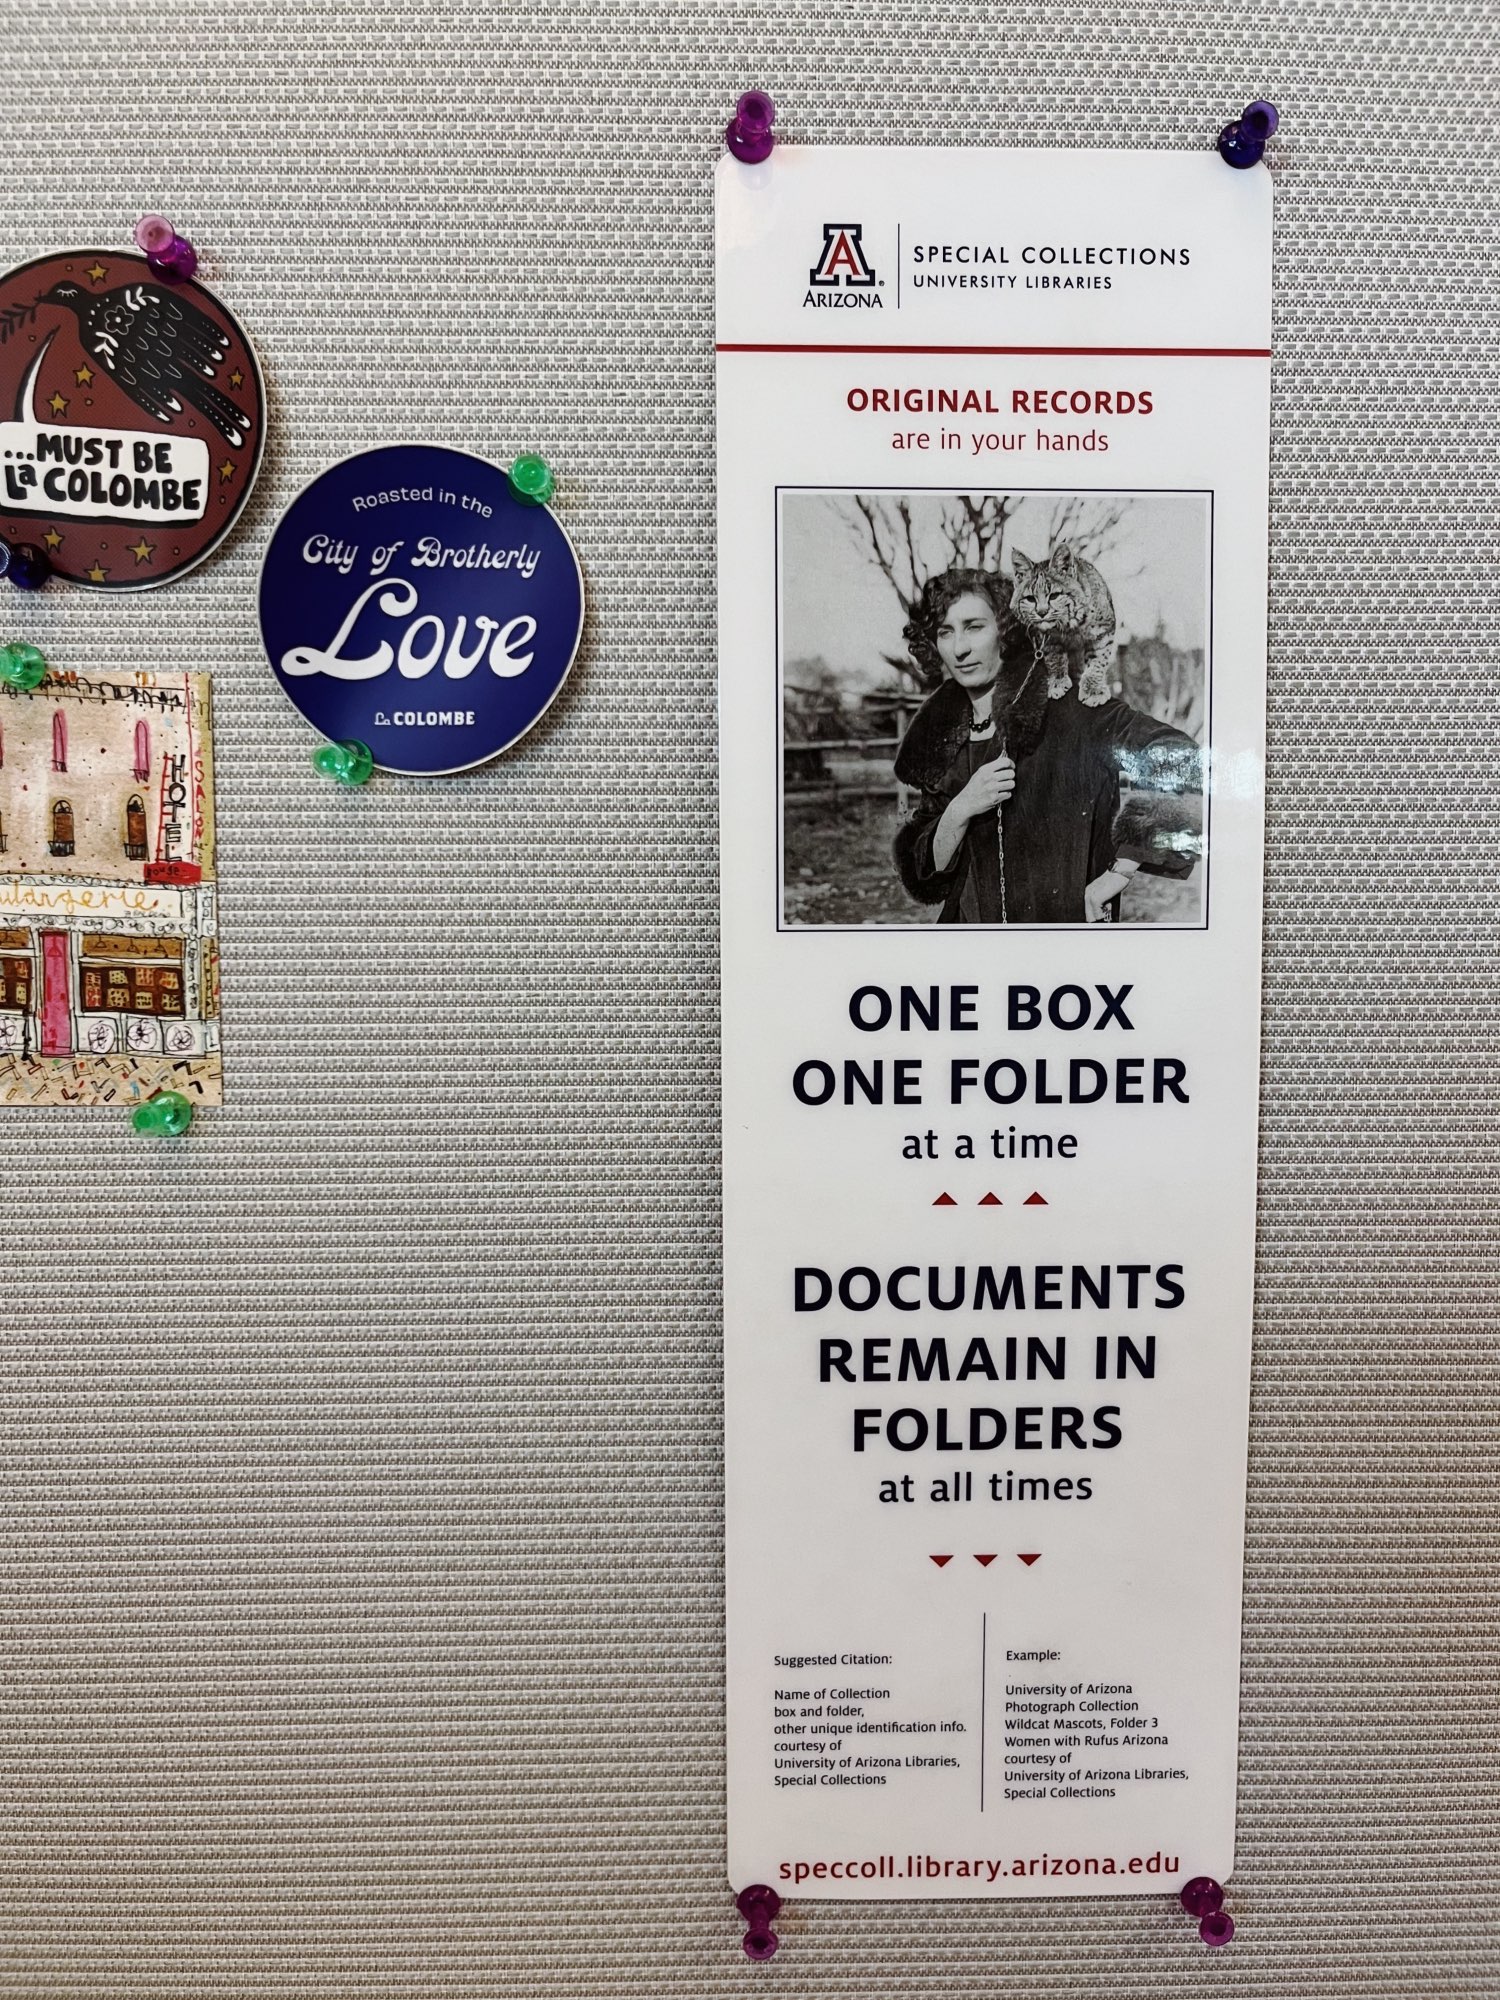 ...MUST BE
La COLOMBE
Roasted in the
City of Brotherly
Love
La COLOMBE
HOTEL
SALON
rouge
ulangerie
A
ARIZONA
SPECIAL COLLECTIONS
UNIVERSITY LIBRARIES
ORIGINAL RECORDS
are in your hands
ONE BOX
ONE FOLDER
at a time
DOCUMENTS
REMAIN IN
FOLDERS
at all times
Suggested Citation:
Name of Collection
box and folder,
other unique identification info.
courtesy of
University of Arizona Libraries,
Special Collections
Example:
University of Arizona
Photograph Collection
Wildcat Mascots, Folder 3
Women with Rufus Arizona
courtesy of
University of Arizona Libraries,
Special Collections
speccoll.library.arizona.edu